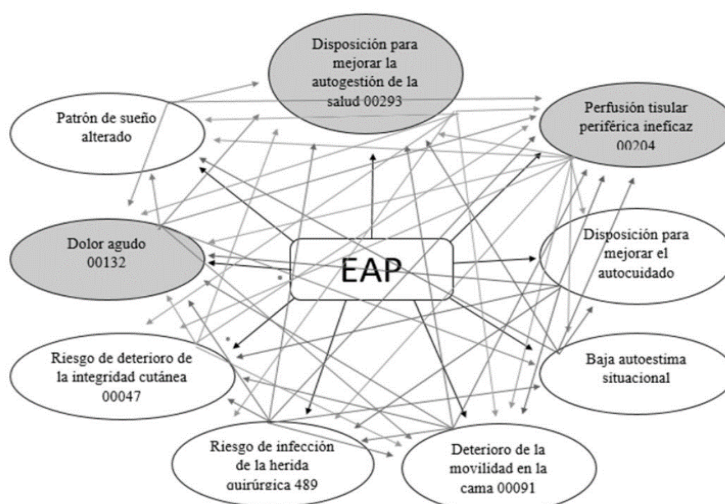 Disposición para
mejorar la
autogestión de la
salud 00293
Perfusión tisular
periférica ineficaz
00204
Patrón de sueño
alterado
Dolor agudo
00132
EAP
Disposición para
mejorar el
autocuidado
Riesgo de deterioro de
la integridad cutánea
00047
Baja autoestima
situacional
Riesgo de infección
de la herida
quirúrgica 489
Deterioro de la
movilidad en la
cama 00091